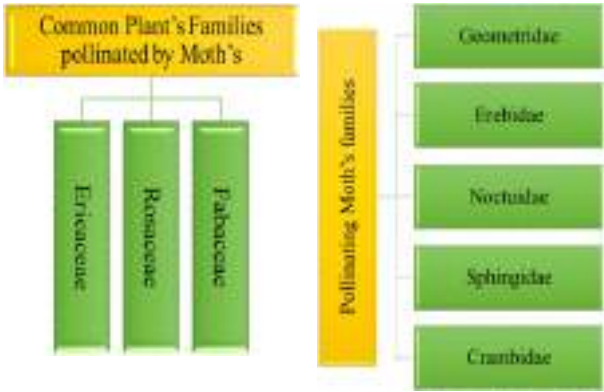 Common Plant's Families
pollinated by Moth's
Ericaceae
Rosaceae
Fabaceae
Pollinating Moth's families
Geometridae
Erebidae
Noctuidae
Sphingidae
Crambidae